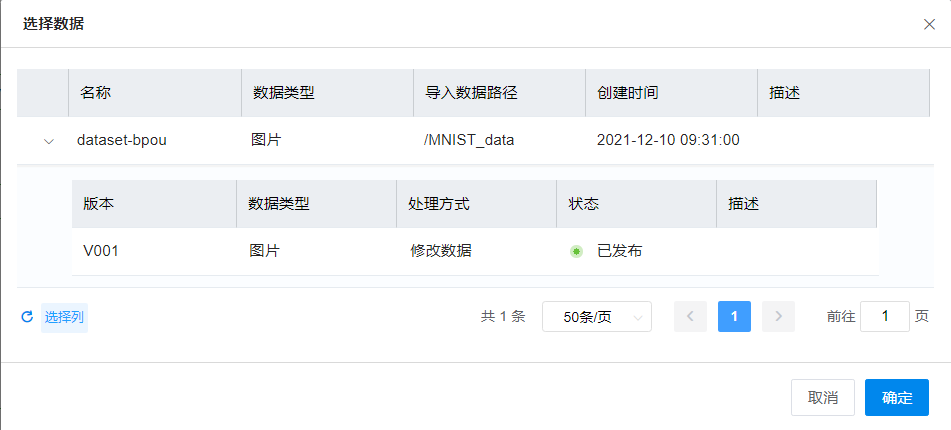 选择数据
名称 数据类型 导入数据路径 创建时间 描述
dataset-bpou 图片 /MNIST_data 2021-12-10 09:31:00
版本 数据类型 处理方式 状态 描述
V001 图片 修改数据 已发布
选择列 共 1 条 50条/页 1 前往 1 页
取消 确定